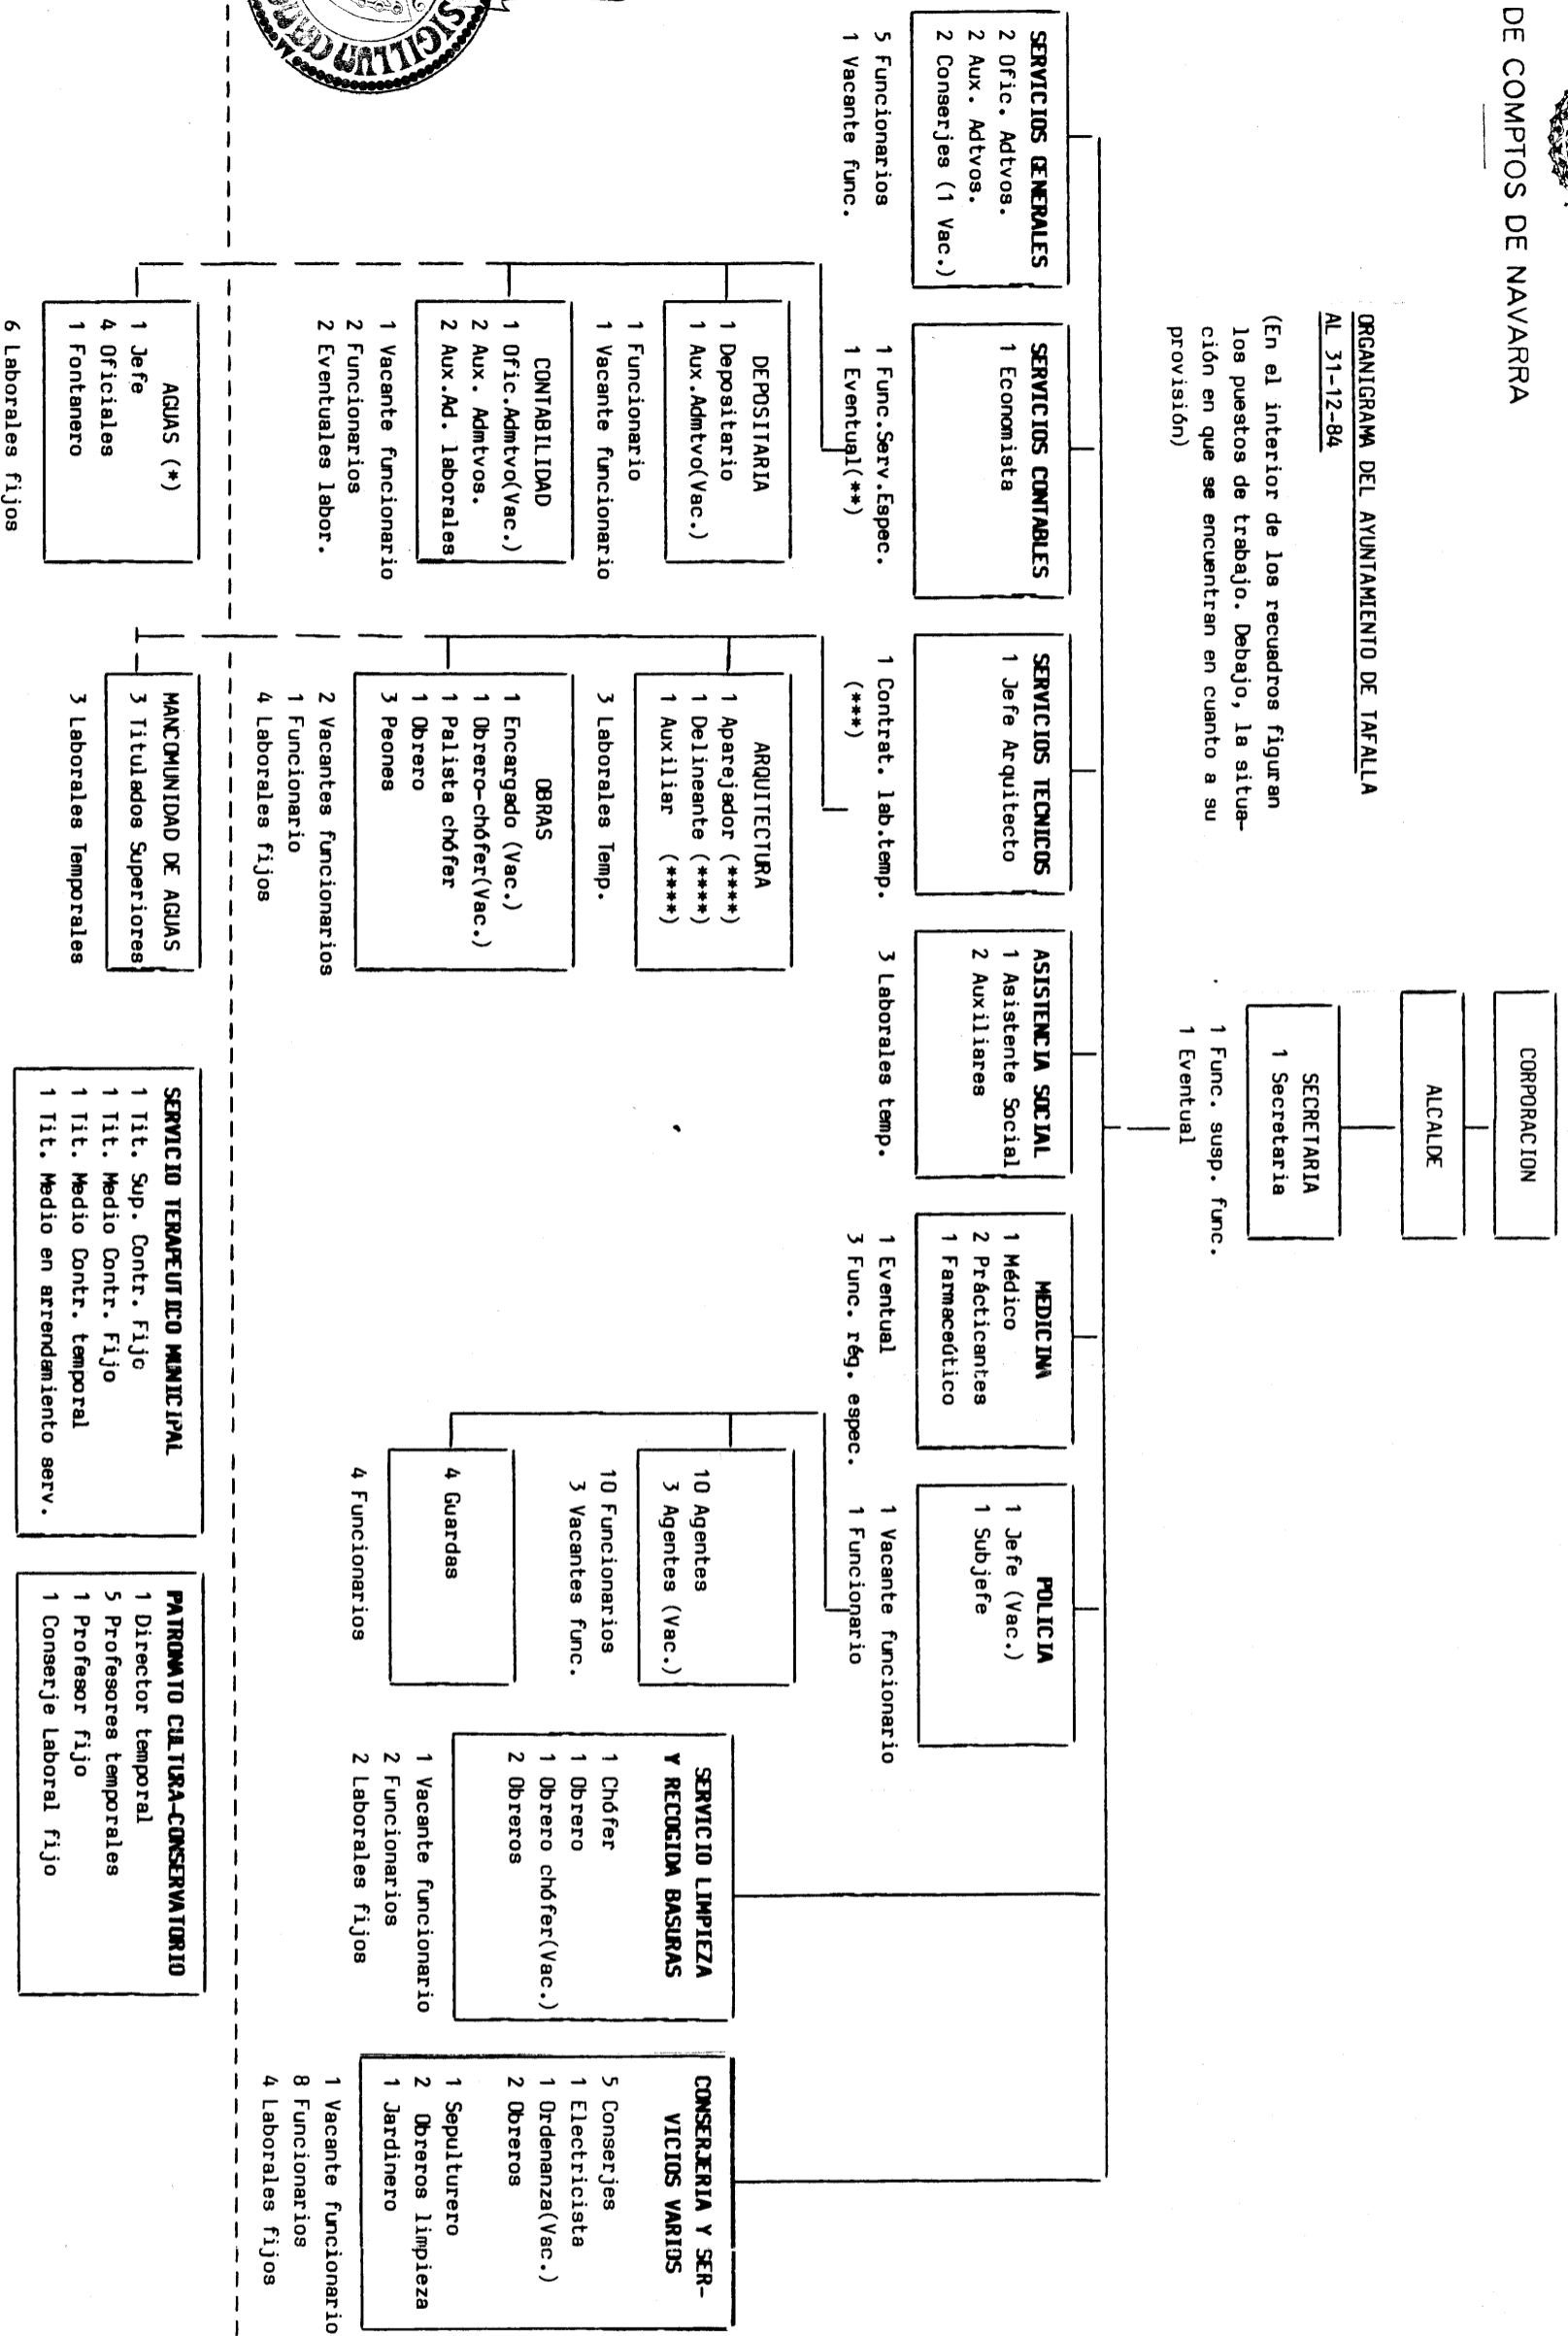 DE COMPTOS DE NAVARRA
ORGANIGRAMA DEL AYUNTAMIENTO DE TAFALLA
AL 31-12-84
(En el interior de los recuadros figuran
los puestos de trabajo. Debajo, la situa-
ción en que se encuentran en cuanto a su
provisión)
CORPORACION
ALCALDE
SECRETARIA
1 Secretaria
1 Func. susp. func.
1 Eventual
SERVICIOS GENERALES
2 Ofic. Adtvos.
2 Aux. Adtvos.
2 Conserjes (1 Vac.)
5 Funcionarios
1 Vacante func.
SERVICIOS CONTABLES
1 Economista
1 Func.Serv.Espec.
1 Eventual(**)
DEPOSITARIA
1 Depositario
1 Aux.Admtvo(Vac.)
1 Funcionario
1 Vacante funcionario
CONTABILIDAD
1 Ofic.Admtvo(Vac.)
2 Aux. Admtvos.
2 Aux.Ad. laborales
1 Vacante funcionario
2 Funcionarios
2 Eventuales labor.
SERVICIOS TECNICOS
1 Jefe Arquitecto
1 Contrat. lab.temp.
(***)
ARQUITECTURA
1 Aparejador (****)
1 Delineante (****)
1 Auxiliar (****)
3 Laborales Temp.
OBRAS
1 Encargado (Vac.)
1 Obrero-chófer(Vac.)
1 Palista chófer
1 Obrero
3 Peones
2 Vacantes funcionarios
1 Funcionario
4 Laborales fijos
ASISTENCIA SOCIAL
1 Asistente Social
2 Auxiliares
3 Laborales temp.
MEDICINA
1 Médico
2 Prácticantes
1 Farmaceútico
1 Eventual
3 Func. rég. espec.
POLICIA
1 Jefe (Vac.)
1 Subjefe
1 Vacante funcionario
1 Funcionario
10 Agentes
3 Agentes (Vac.)
10 Funcionarios
3 Vacantes func.
4 Guardas
4 Funcionarios
SERVICIO LIMPIEZA
Y RECOGIDA BASURAS
1 Chófer
1 Obrero
1 Obrero chófer(Vac.)
2 Obreros
1 Vacante funcionario
2 Funcionarios
2 Laborales fijos
CONSERJERIA Y SER-
VICIOS VARIOS
5 Conserjes
1 Electricista
1 Ordenanza(Vac.)
2 Obreros
1 Sepulturero
2 Obreros limpieza
1 Jardinero
1 Vacante funcionario
8 Funcionarios
4 Laborales fijos
AGUAS (*)
1 Jefe
4 Oficiales
1 Fontanero
6 Laborales fijos
MANCOMUNIDAD DE AGUAS
3 Titulados Superiores
3 Laborales Temporales
SERVICIO TERAPEUTICO MUNICIPAL
1 Tit. Sup. Contr. Fijo
1 Tit. Medio Contr. Fijo
1 Tit. Medio Contr. temporal
1 Tit. Medio en arrendamiento serv.
PATRONATO CULTURA-CONSERVATORIO
1 Director temporal
5 Profesores temporales
1 Profesor fijo
1 Conserje Laboral fijo
SIGILLUM